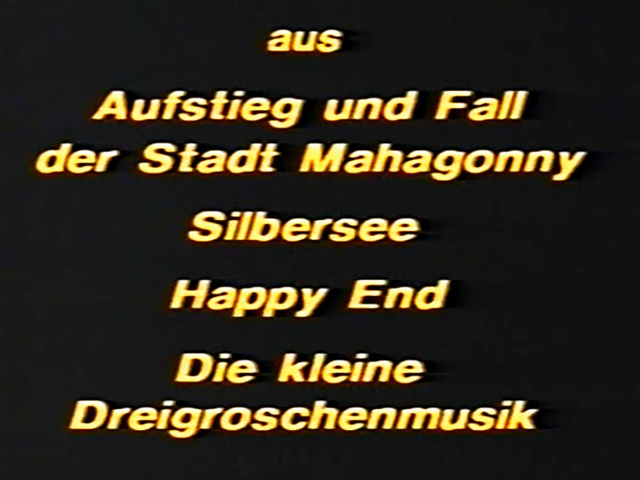 aus
Aufstieg und Fall
der Stadt Mahagonny
Silbersee
Happy End
Die kleine
Dreigroschenmusik